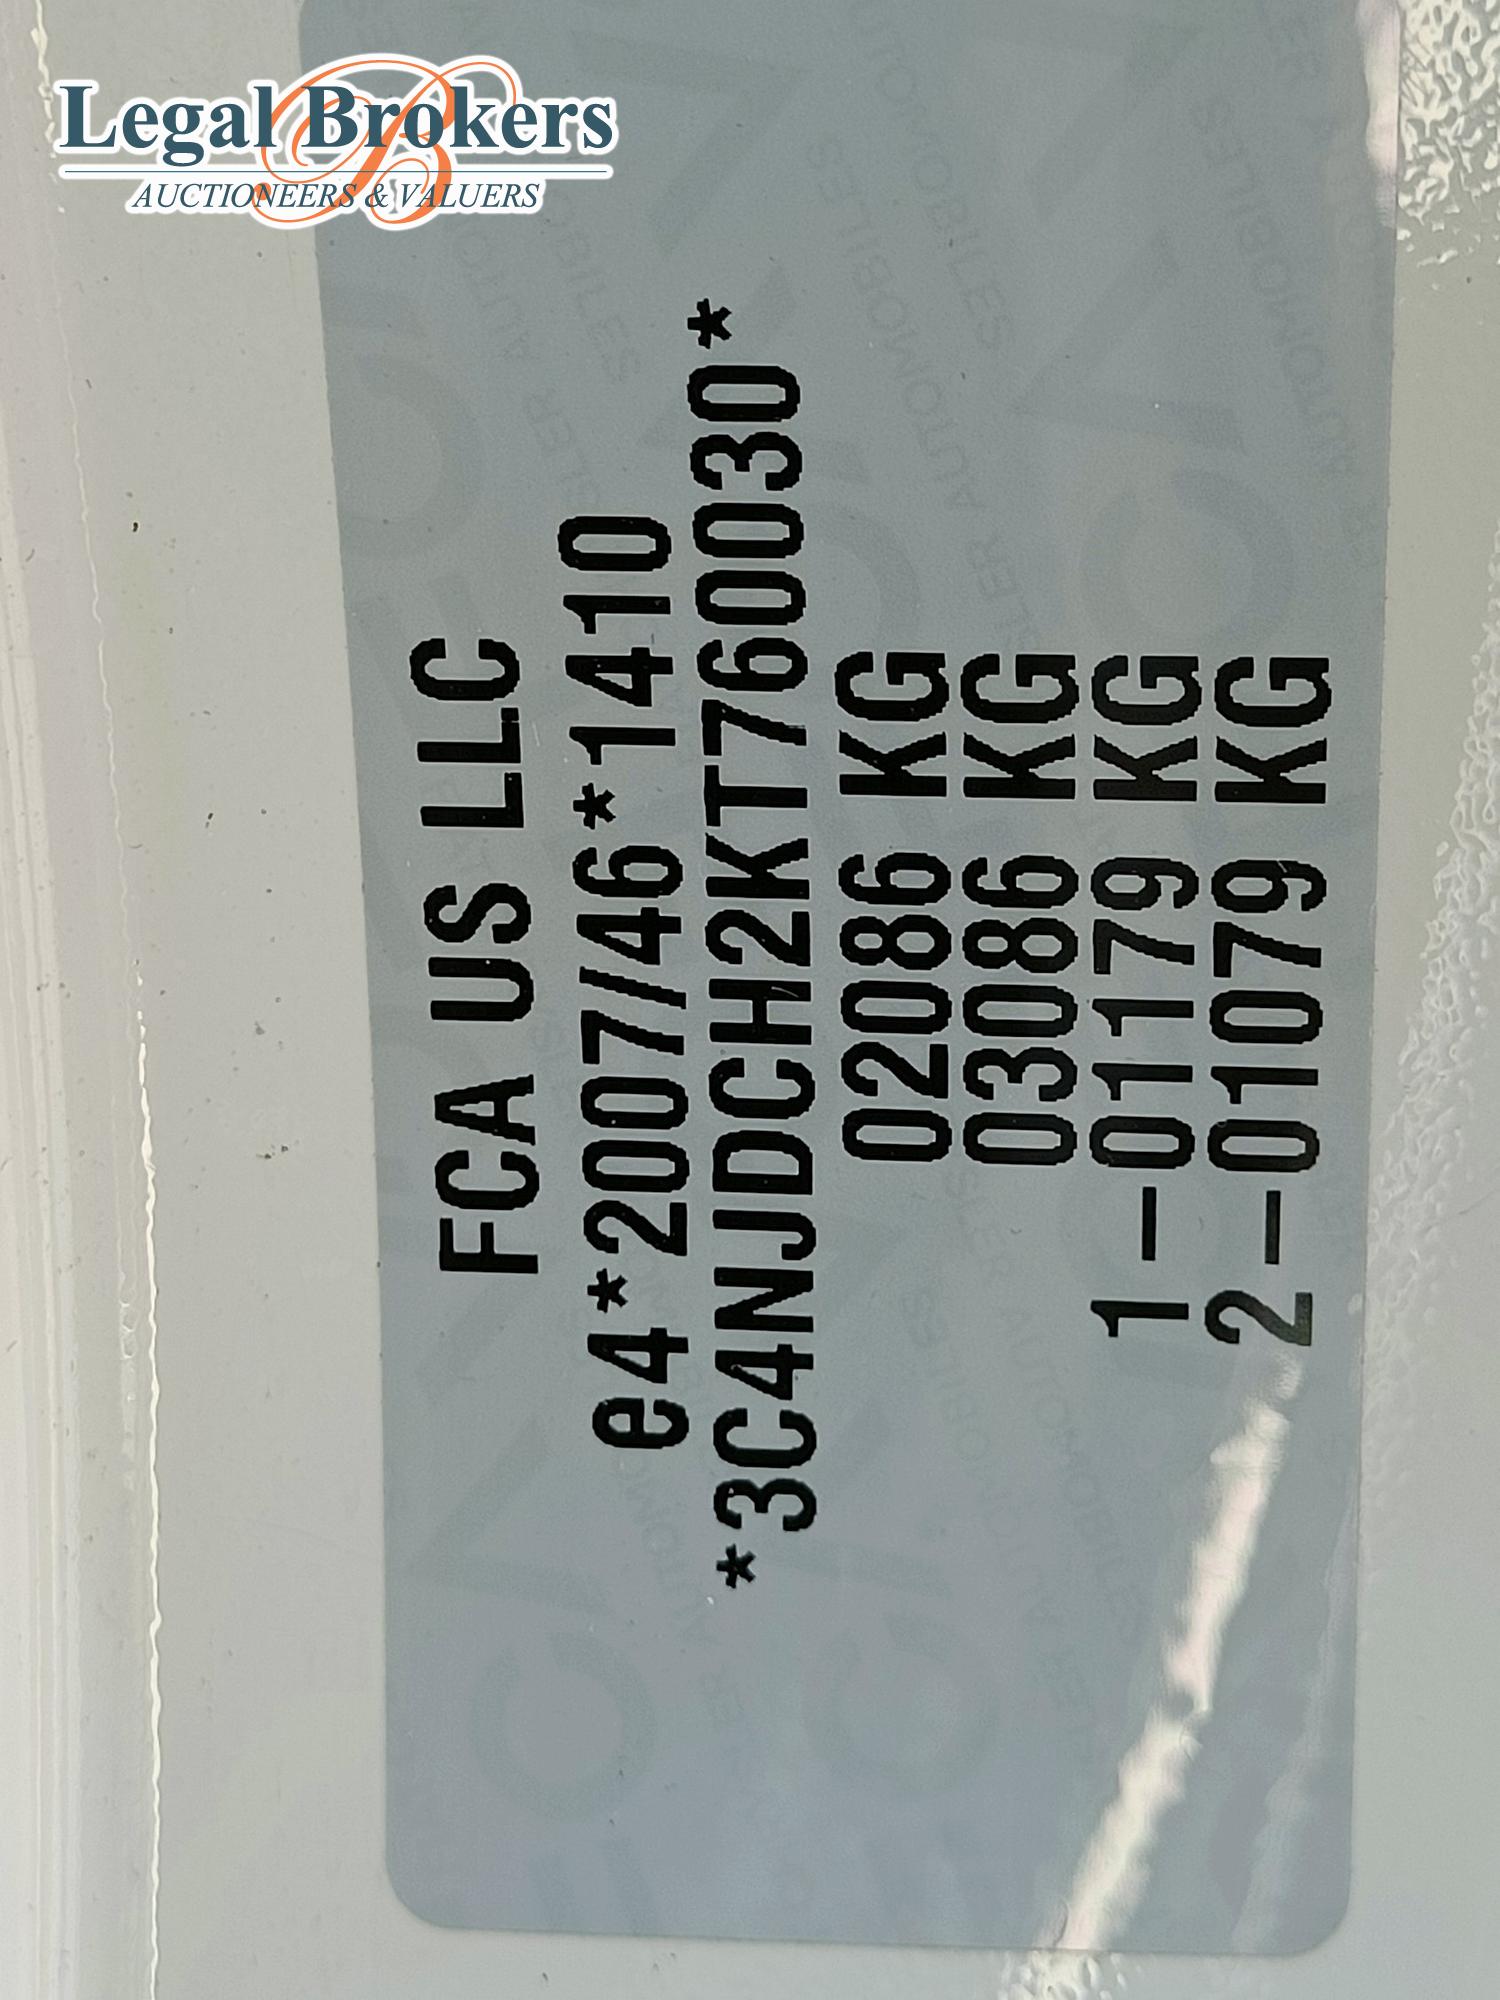 Legal Brokers
AUCTIONEERS & VALUERS
FCA US LLC
e4*2007/46*1410
*3C4NJDCH2KT760030*
02086 KG
03086 KG
1-01179 KG
2-01079 KG